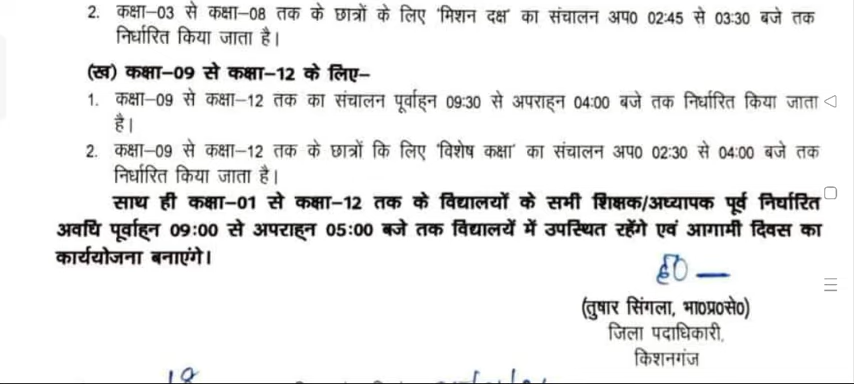 2. कक्षा–03 से कक्षा–08 तक के छात्रों के लिए 'मिशन दक्ष' का संचालन अप0 02:45 से 03:30 बजे तक
निर्धारित किया जाता है।
(ख) कक्षा–09 से कक्षा–12 के लिए–
1. कक्षा–09 से कक्षा–12 तक का संचालन पूर्वाह्न 09:30 से अपराह्न 04:00 बजे तक निर्धारित किया जाता
है।
2. कक्षा–09 से कक्षा–12 तक के छात्रों कि लिए 'विशेष कक्षा' का संचालन अप0 02:30 से 04:00 बजे तक
निर्धारित किया जाता है।
साथ ही कक्षा–01 से कक्षा–12 तक के विद्यालयों के सभी शिक्षक/अध्यापक पूर्व निर्धारित
अवधि पूर्वाह्न 09:00 से अपराह्न 05:00 बजे तक विद्यालयें में उपस्थित रहेंगे एवं आगामी दिवस का
कार्ययोजना बनाएंगे।
ह0 —
(तुषार सिंगला, भा0प्र0से0)
जिला पदाधिकारी,
किशनगंज
18